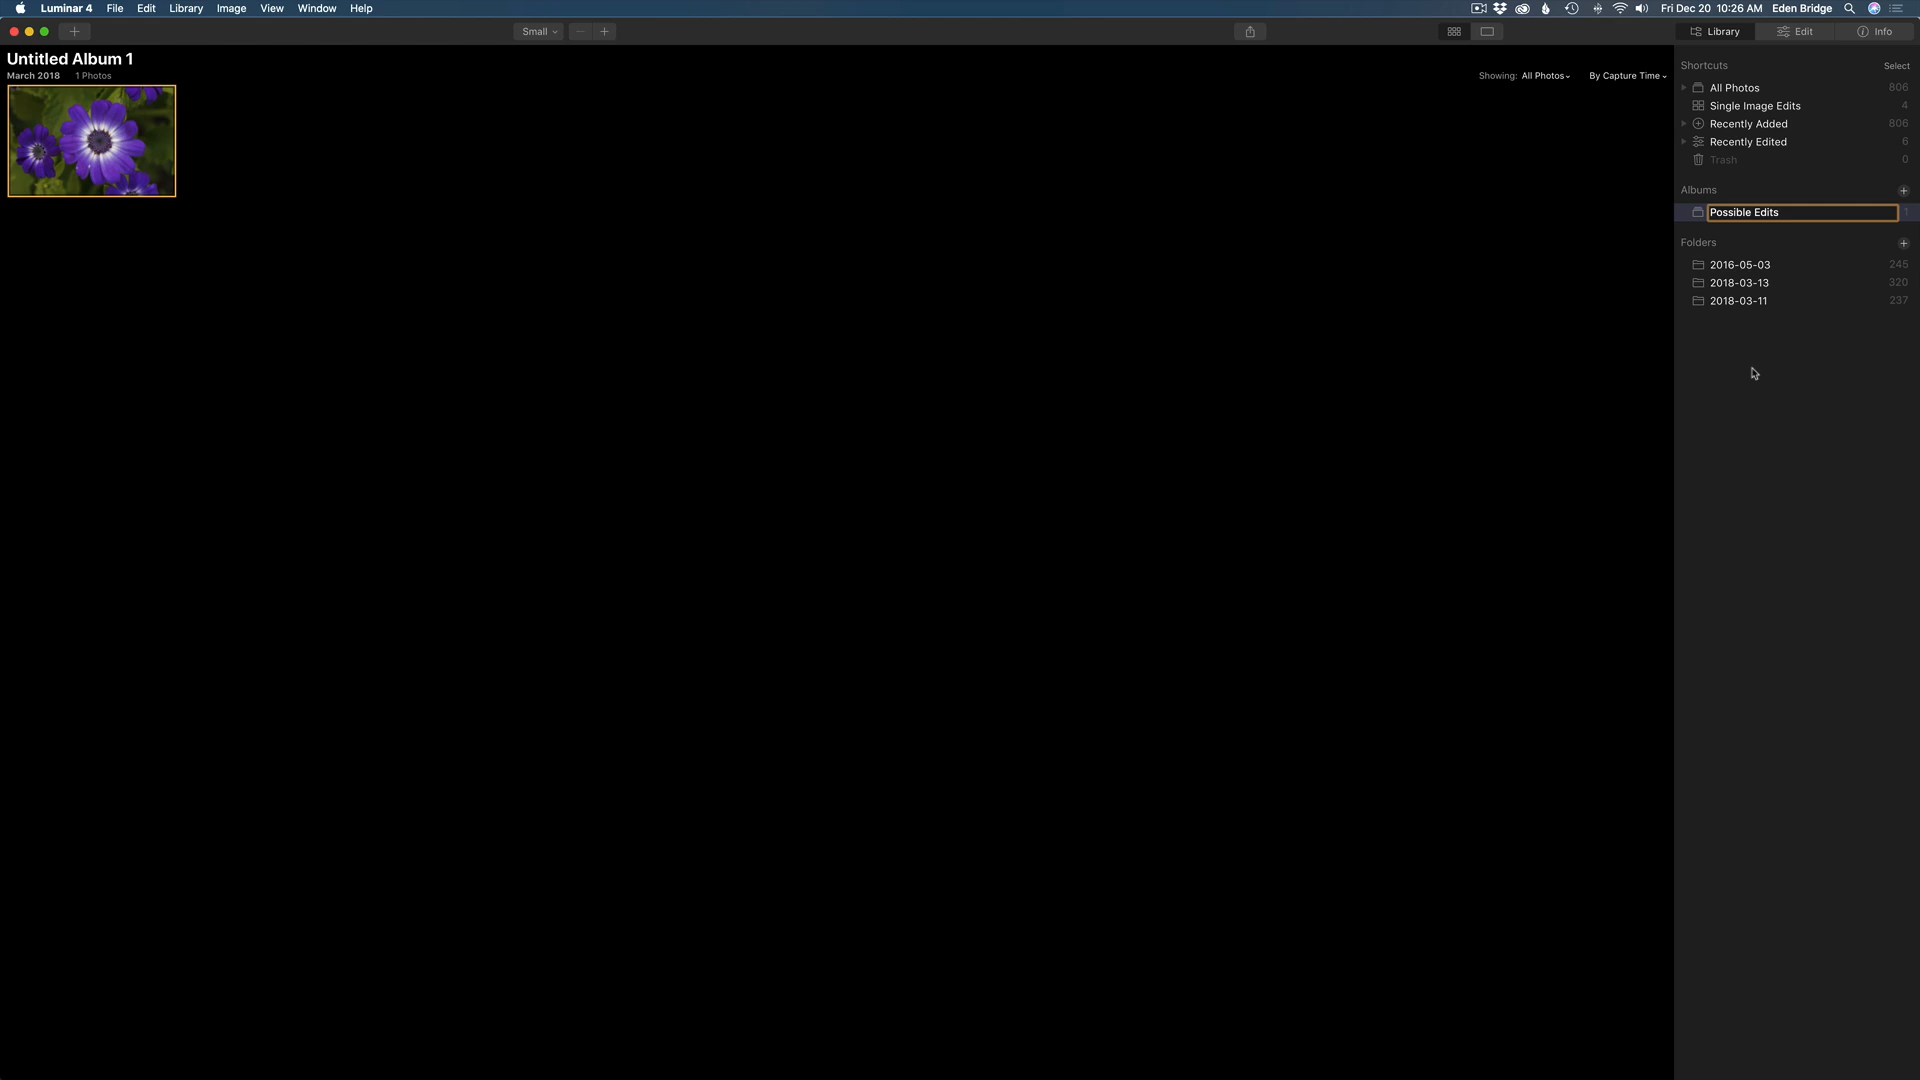 Luminar 4 File Edit Library Image View Window Help
Fri Dec 20 10:26 AM Eden Bridge
Small
Library Edit Info
Untitled Album 1
March 2018 1 Photos
Showing: All Photos By Capture Time
Shortcuts Select
All Photos 806
Single Image Edits 4
Recently Added 806
Recently Edited 6
Trash 0
Albums
Possible Edits 1
Folders
2016-05-03 245
2018-03-13 320
2018-03-11 237